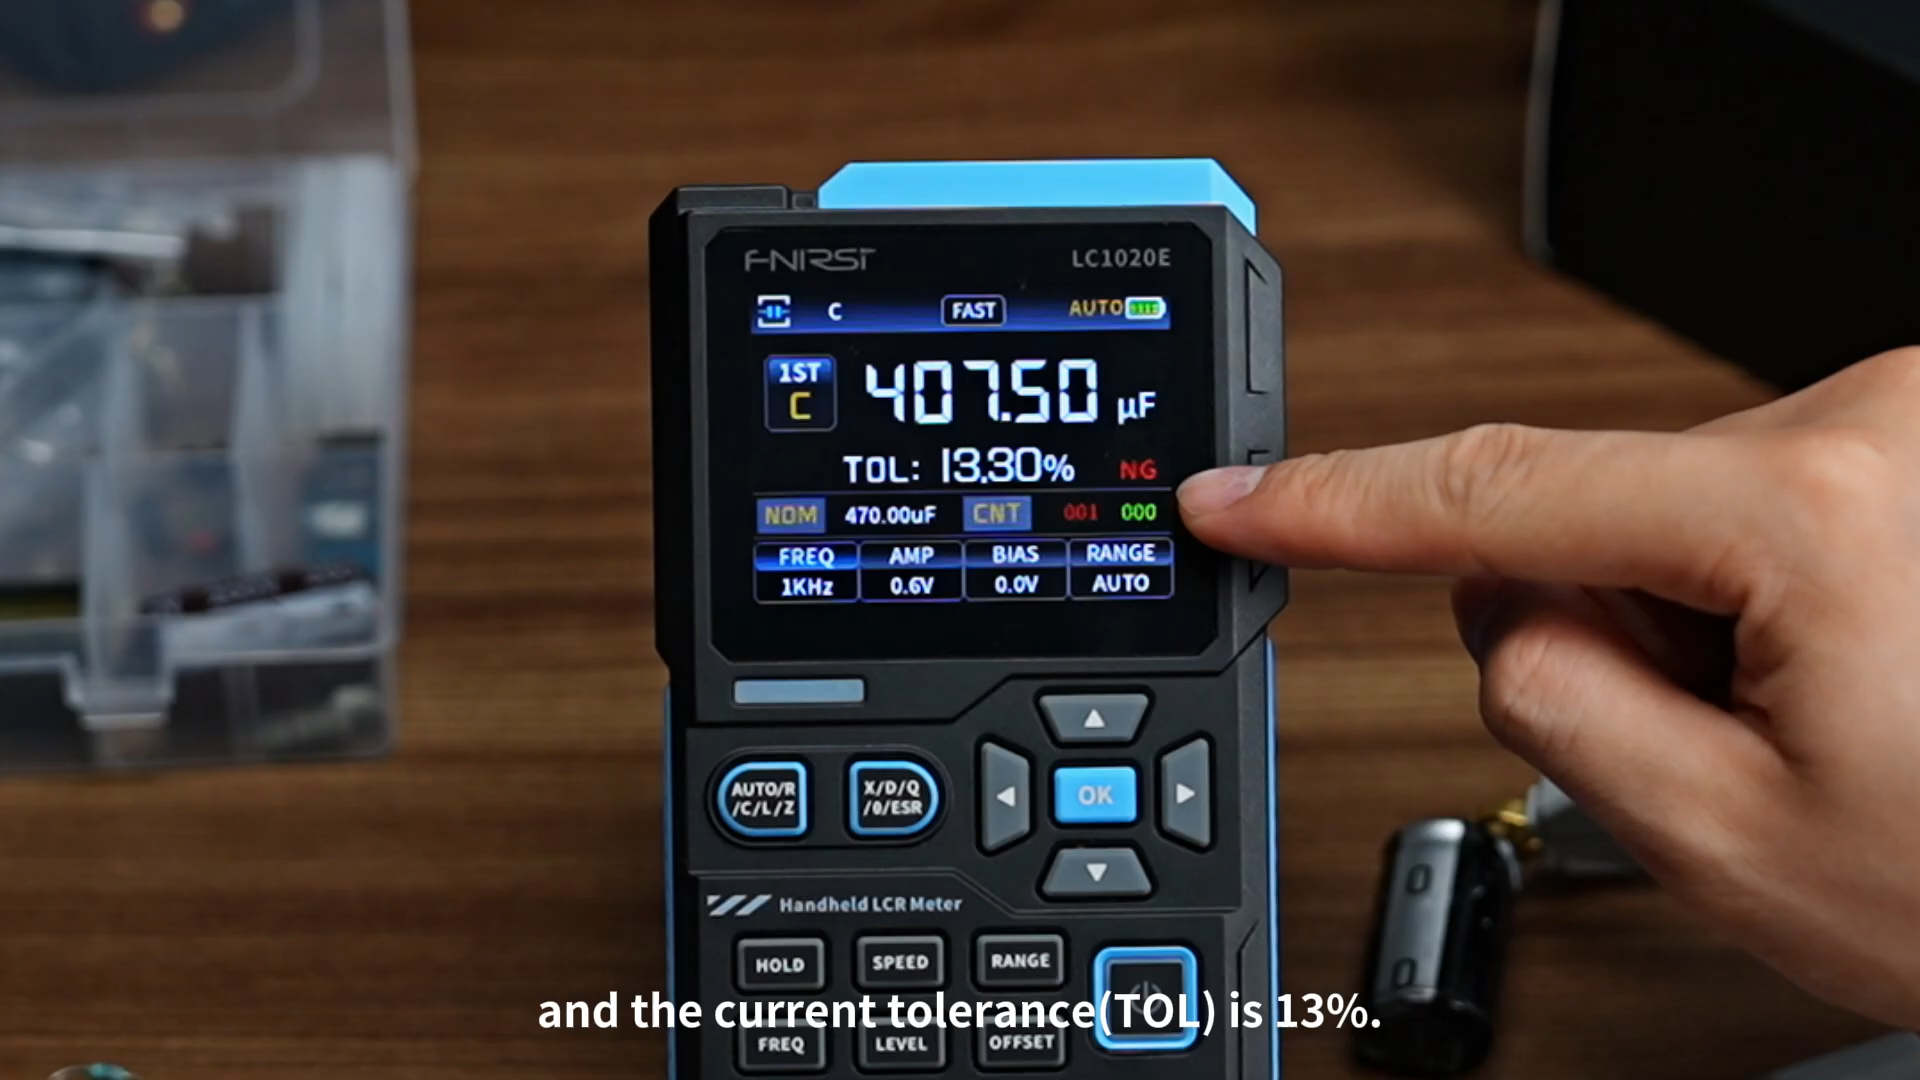 FNIRSI
LC1020E
C FAST AUTO
1ST
C
407.50 µF
TOL: 13.30% NG
NOM 470.00uF CNT 001 000
FREQ AMP BIAS RANGE
1KHz 0.6V 0.0V AUTO
AUTO/R
/C/L/Z
X/D/Q
/θ/ESR
OK
Handheld LCR Meter
HOLD SPEED RANGE
and the current tolerance(TOL) is 13%.
FREQ LEVEL OFFSET